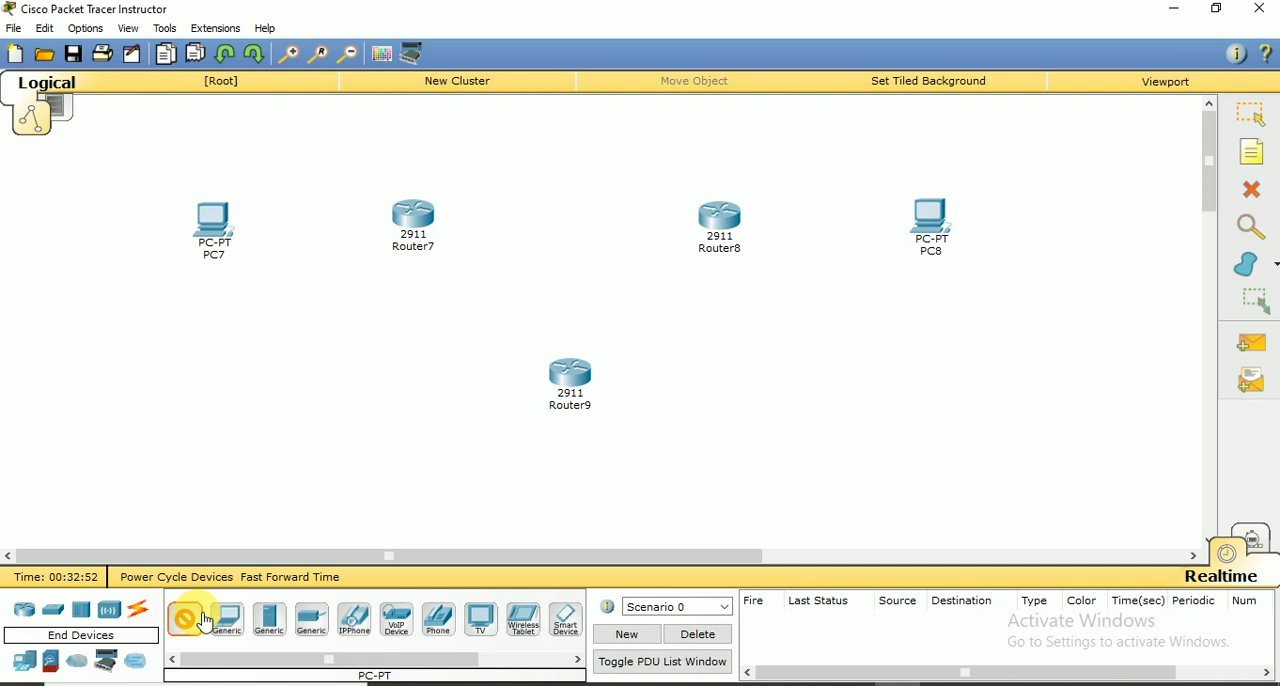 Cisco Packet Tracer Instructor
File Edit Options View Tools Extensions Help
Logical [Root] New Cluster Move Object Set Tiled Background Viewport
PC-PT
PC7
2911
Router7
2911
Router8
PC-PT
PC8
2911
Router9
Time: 00:32:52 Power Cycle Devices Fast Forward Time
Realtime
End Devices
Generic Generic Generic IPPhone VoIP Device Phone TV Wireless Tablet Smart Device
PC-PT
Scenario 0
New Delete
Toggle PDU List Window
Fire Last Status Source Destination Type Color Time(sec) Periodic Num
Activate Windows
Go to Settings to activate Windows.